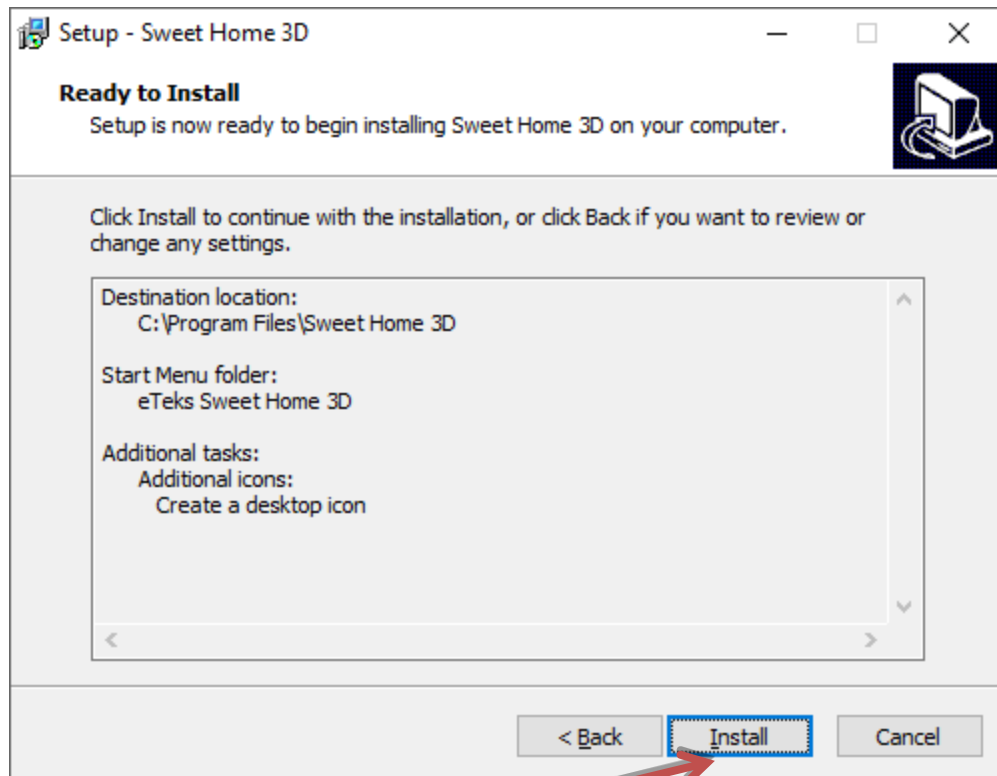 Setup - Sweet Home 3D
Ready to Install
Setup is now ready to begin installing Sweet Home 3D on your computer.
Click Install to continue with the installation, or click Back if you want to review or
change any settings.
Destination location:
C:\Program Files\Sweet Home 3D
Start Menu folder:
eTeks Sweet Home 3D
Additional tasks:
Additional icons:
Create a desktop icon
< Back
Install
Cancel